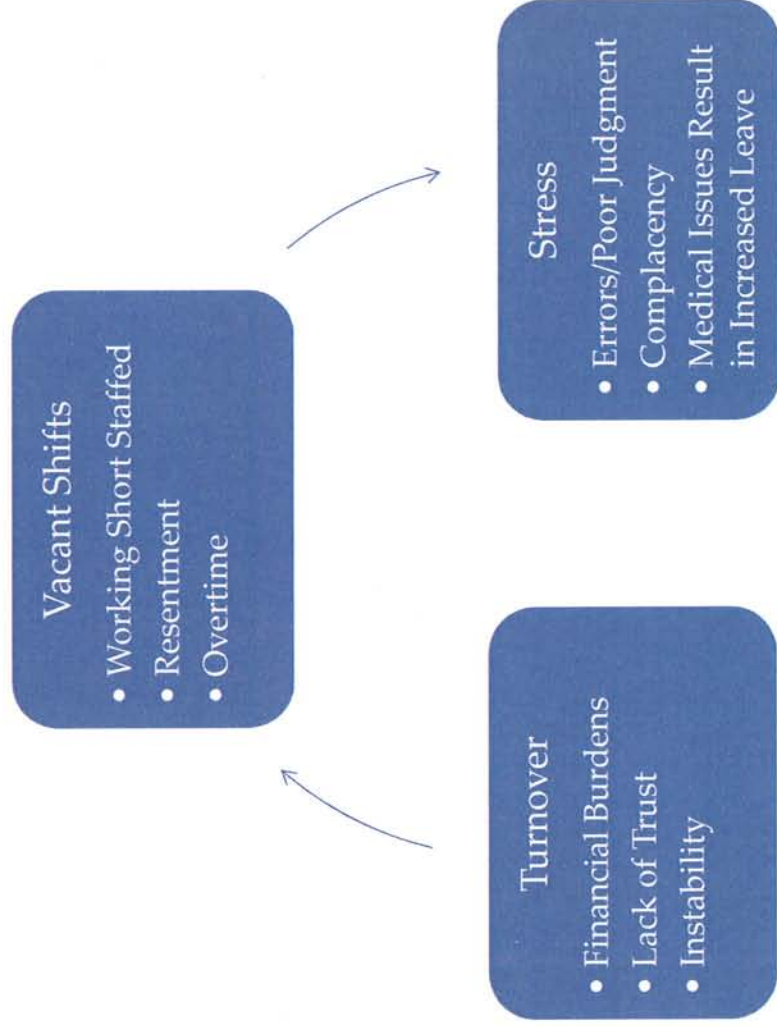 Vacant Shifts
• Working Short Staffed
• Resentment
• Overtime
Stress
• Errors/Poor Judgment
• Complacency
• Medical Issues Result
in Increased Leave
Turnover
• Financial Burdens
• Lack of Trust
• Instability